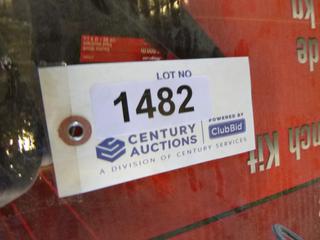 LOT NO
1482
CENTURY
AUCTIONS
POWERED BY
ClubBid
A DIVISION OF CENTURY SERVICES
nch Kit